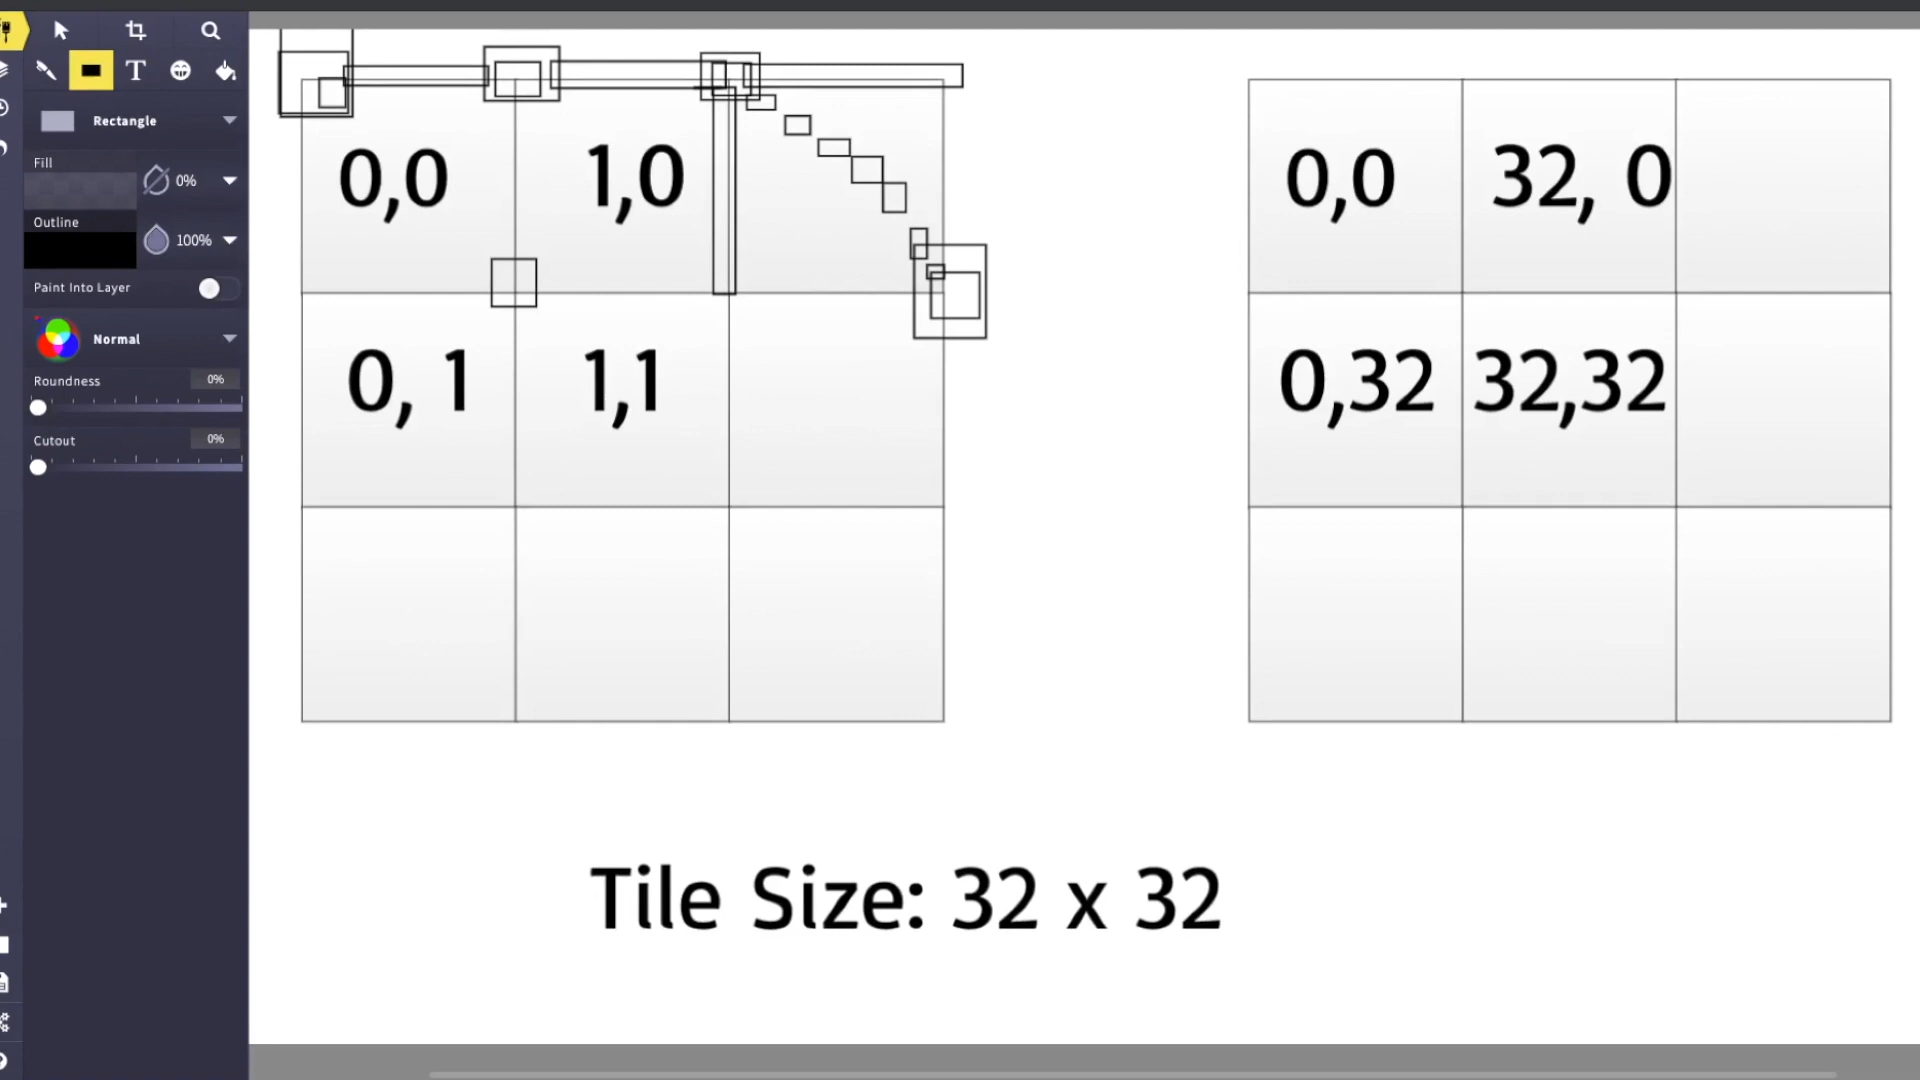 Rectangle
Fill
0%
Outline
100%
Paint Into Layer
Normal
Roundness
0%
Cutout
0%
0,0
1,0
0, 1
1,1
0,0
32, 0
0,32
32,32
Tile Size: 32 x 32